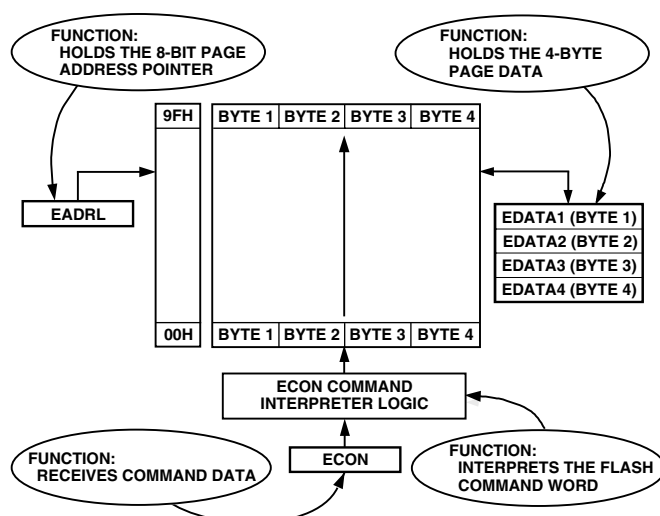 FUNCTION:
HOLDS THE 8-BIT PAGE
ADDRESS POINTER
FUNCTION:
HOLDS THE 4-BYTE
PAGE DATA
9FH
BYTE 1 BYTE 2 BYTE 3 BYTE 4
EADRL
EDATA1 (BYTE 1)
EDATA2 (BYTE 2)
EDATA3 (BYTE 3)
EDATA4 (BYTE 4)
00H
BYTE 1 BYTE 2 BYTE 3 BYTE 4
ECON COMMAND
INTERPRETER LOGIC
FUNCTION:
RECEIVES COMMAND DATA
ECON
FUNCTION:
INTERPRETS THE FLASH
COMMAND WORD